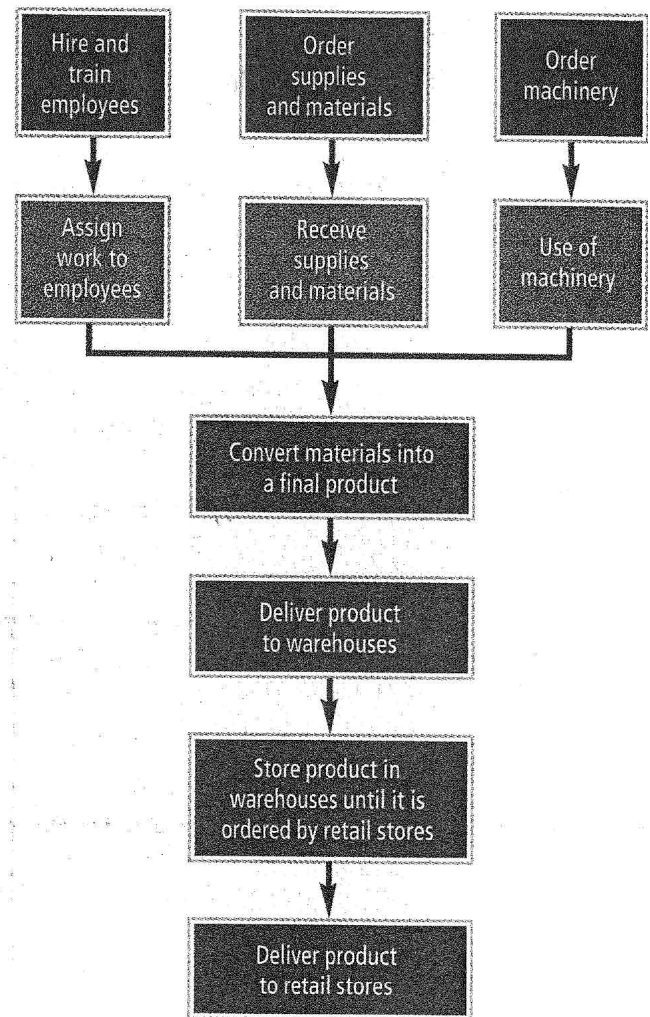 Hire and
train
employees
Order
supplies
and materials
Order
machinery
Assign
work to
employees
Receive
supplies
and materials
Use of
machinery
Convert materials into
a final product
Deliver product
to warehouses
Store product in
warehouses until it is
ordered by retail stores
Deliver product
to retail stores